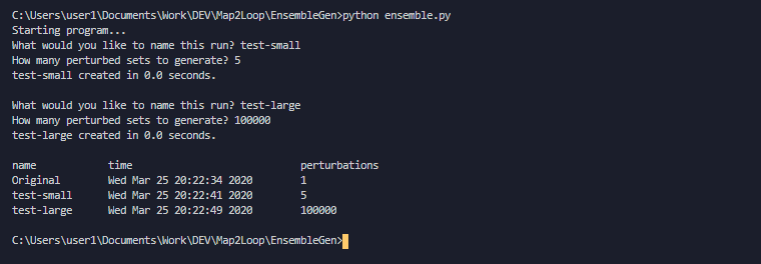 C:\Users\user1\Documents\Work\DEV\Map2Loop\EnsembleGen>python ensemble.py
Starting program...
What would you like to name this run? test-small
How many perturbed sets to generate? 5
test-small created in 0.0 seconds.

What would you like to name this run? test-large
How many perturbed sets to generate? 100000
test-large created in 0.0 seconds.

name time perturbations
Original Wed Mar 25 20:22:34 2020 1
test-small Wed Mar 25 20:22:41 2020 5
test-large Wed Mar 25 20:22:49 2020 100000

C:\Users\user1\Documents\Work\DEV\Map2Loop\EnsembleGen>